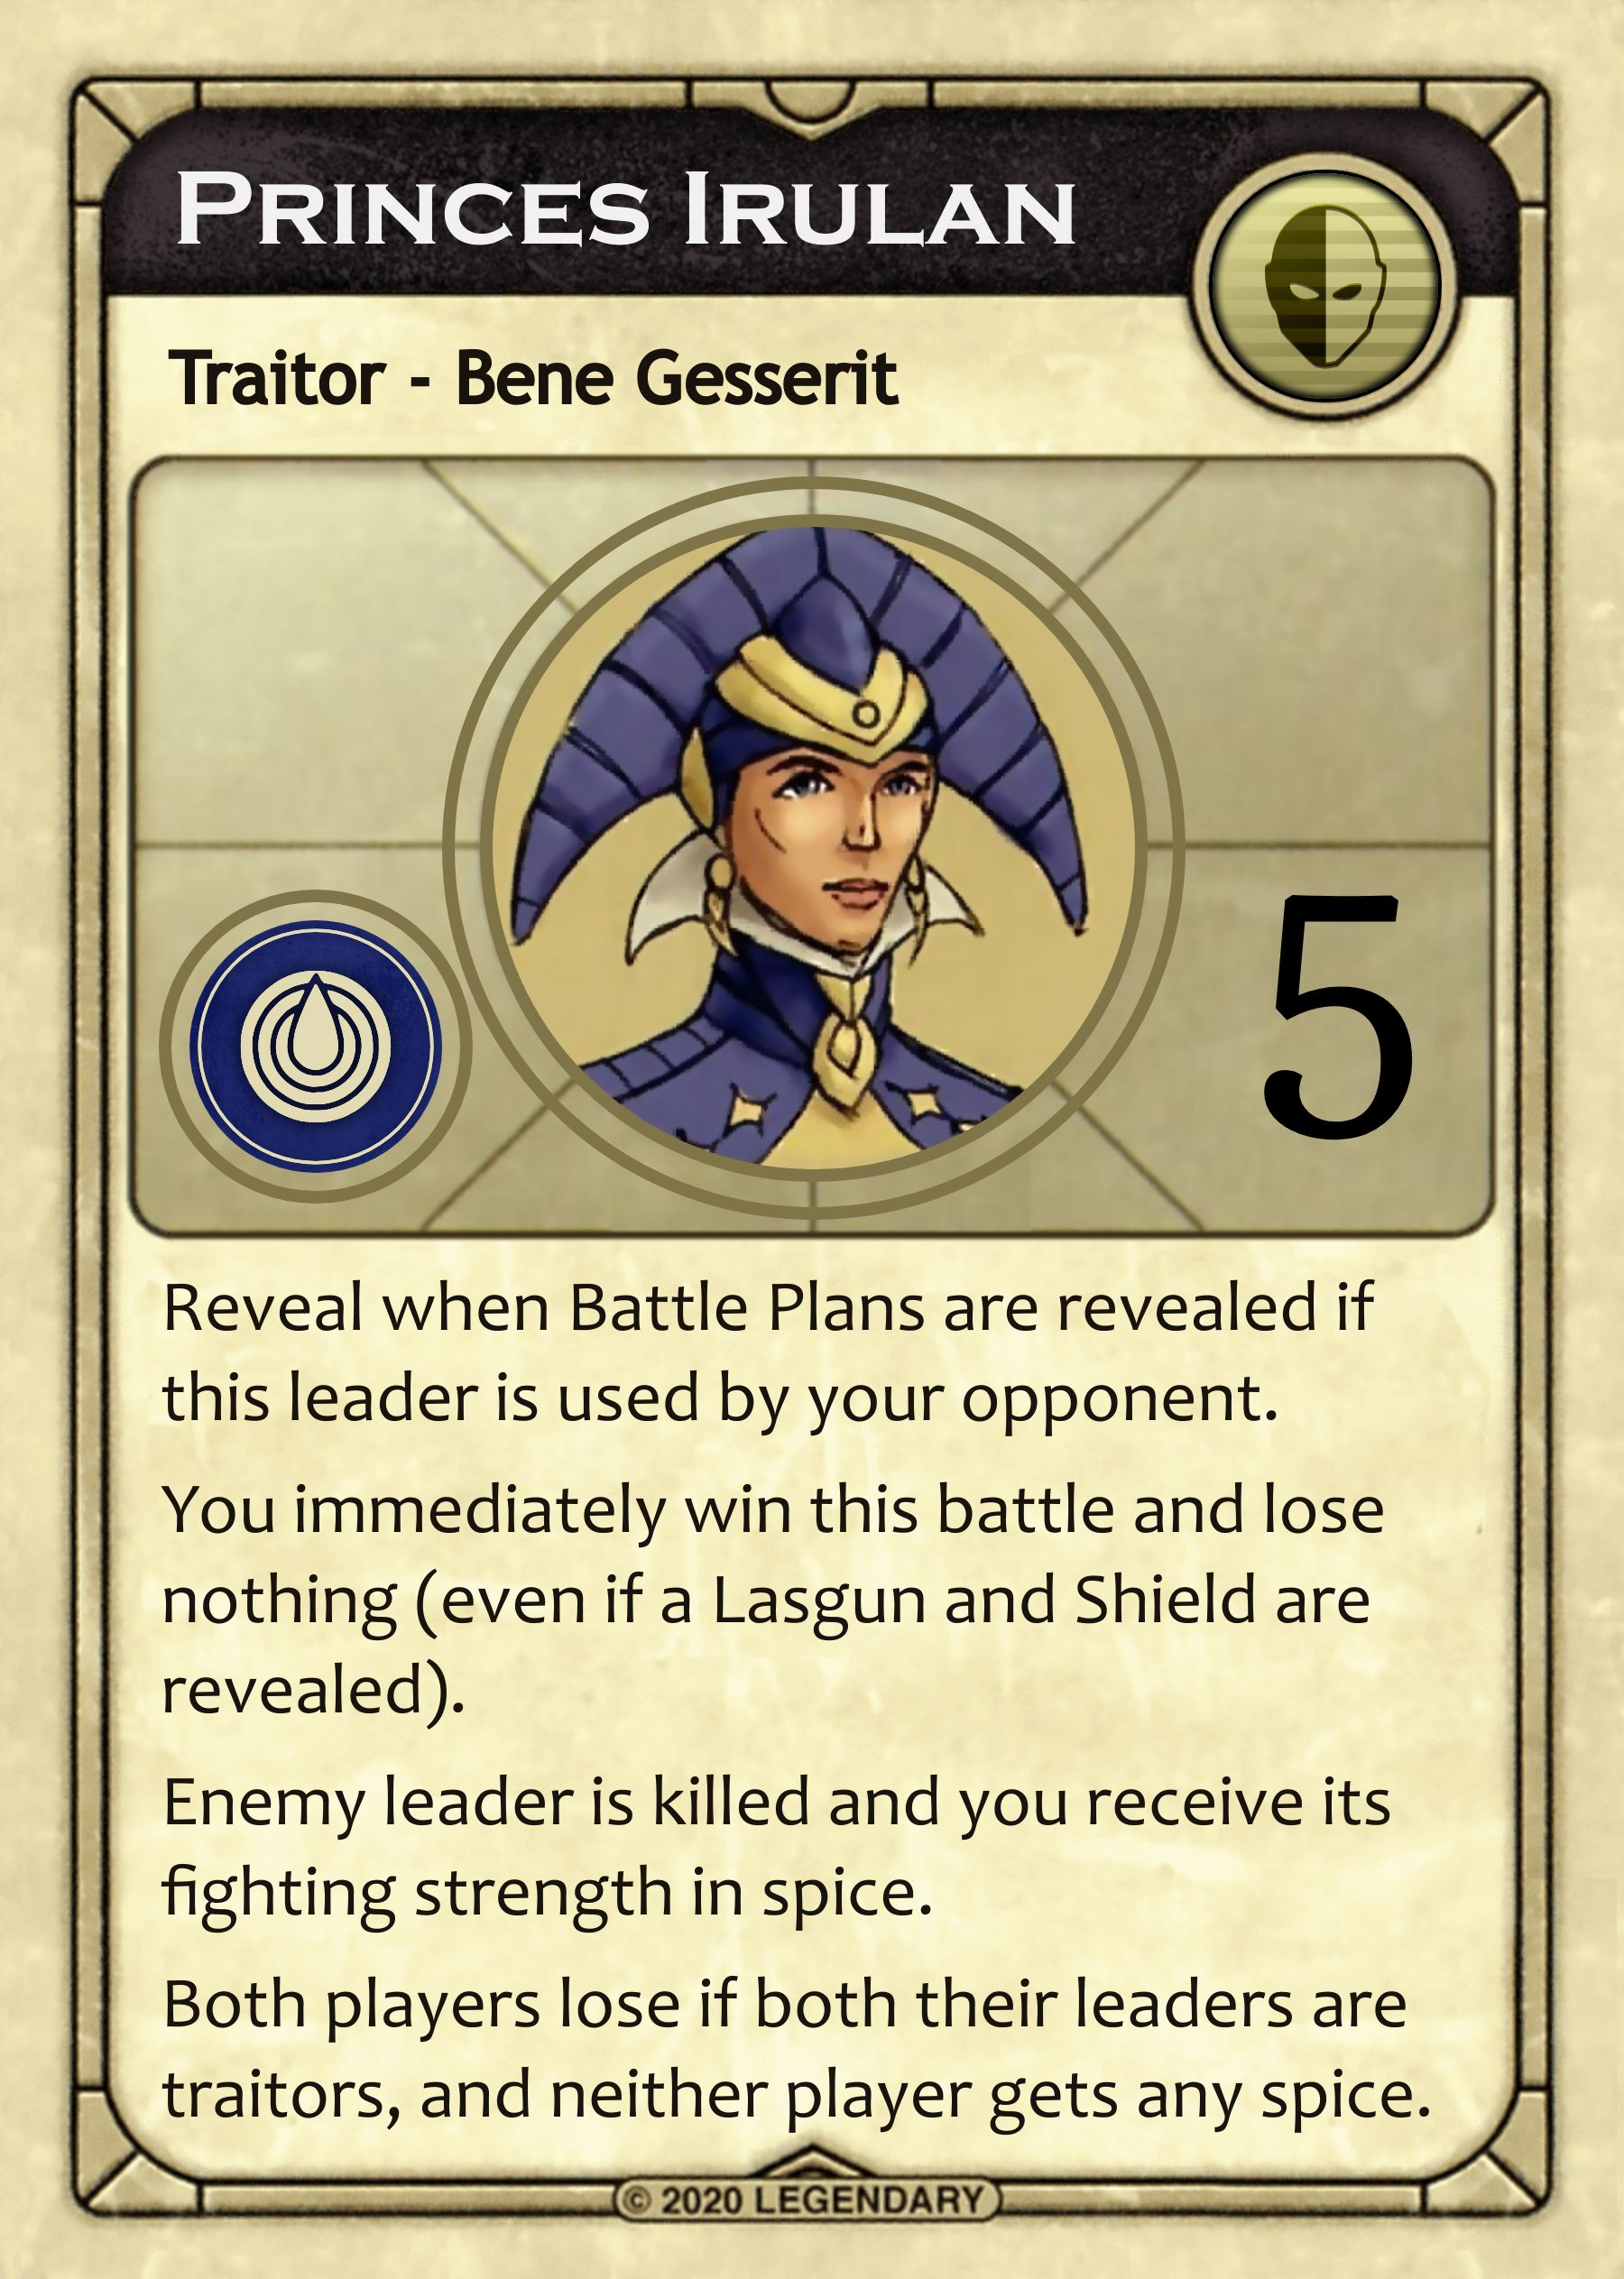 Princes Irulan
Traitor - Bene Gesserit
5
Reveal when Battle Plans are revealed if
this leader is used by your opponent.
You immediately win this battle and lose
nothing (even if a Lasgun and Shield are
revealed).
Enemy leader is killed and you receive its
fighting strength in spice.
Both players lose if both their leaders are
traitors, and neither player gets any spice.
© 2020 LEGENDARY